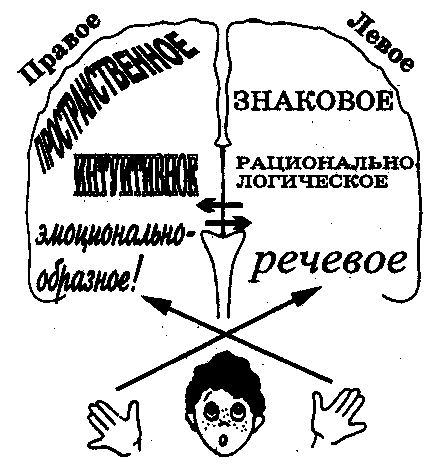 Правое
Левое
ПРОСТРАНСТВЕННОЕ
ИНТУИТИВНОЕ
эмоционально-
образное!
ЗНАКОВОЕ
РАЦИОНАЛЬНО-
ЛОГИЧЕСКОЕ
речевое